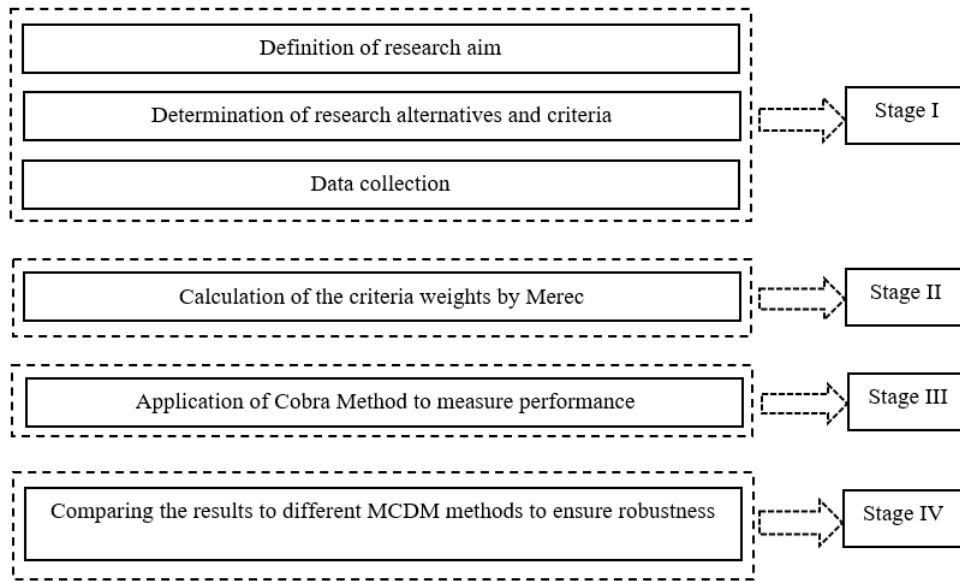 Definition of research aim
Determination of research alternatives and criteria
Stage I
Data collection
Calculation of the criteria weights by Merec
Stage II
Application of Cobra Method to measure performance
Stage III
Comparing the results to different MCDM methods to ensure robustness
Stage IV